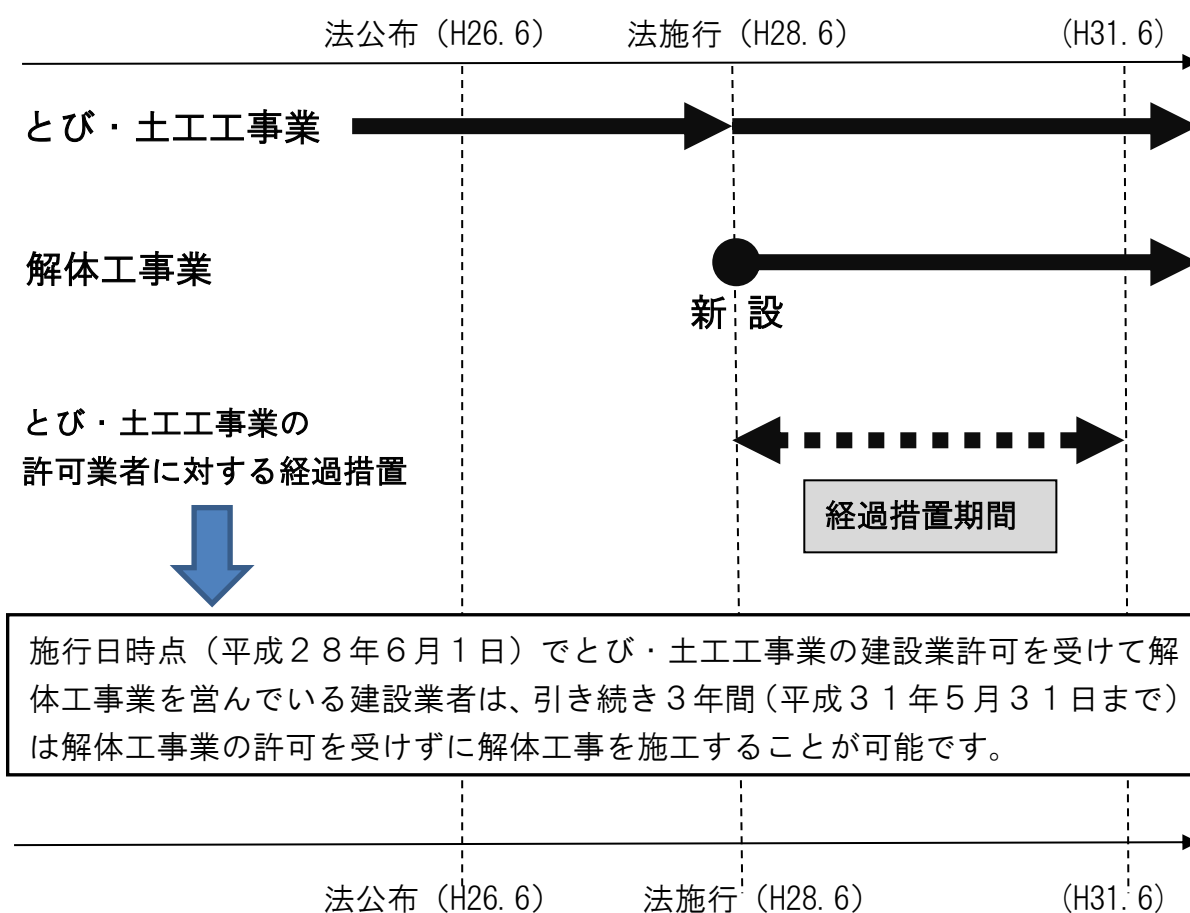 法公布（H26.6） 法施行（H28.6） (H31.6)
とび・土工工事業
解体工事業
新 設
とび・土工工事業の
許可業者に対する経過措置
経過措置期間
施行日時点（平成２８年６月１日）でとび・土工工事業の建設業許可を受けて解
体工事業を営んでいる建設業者は、引き続き３年間（平成３１年５月３１日まで）
は解体工事業の許可を受けずに解体工事を施工することが可能です。
法公布（H26.6） 法施行（H28.6） (H31.6)